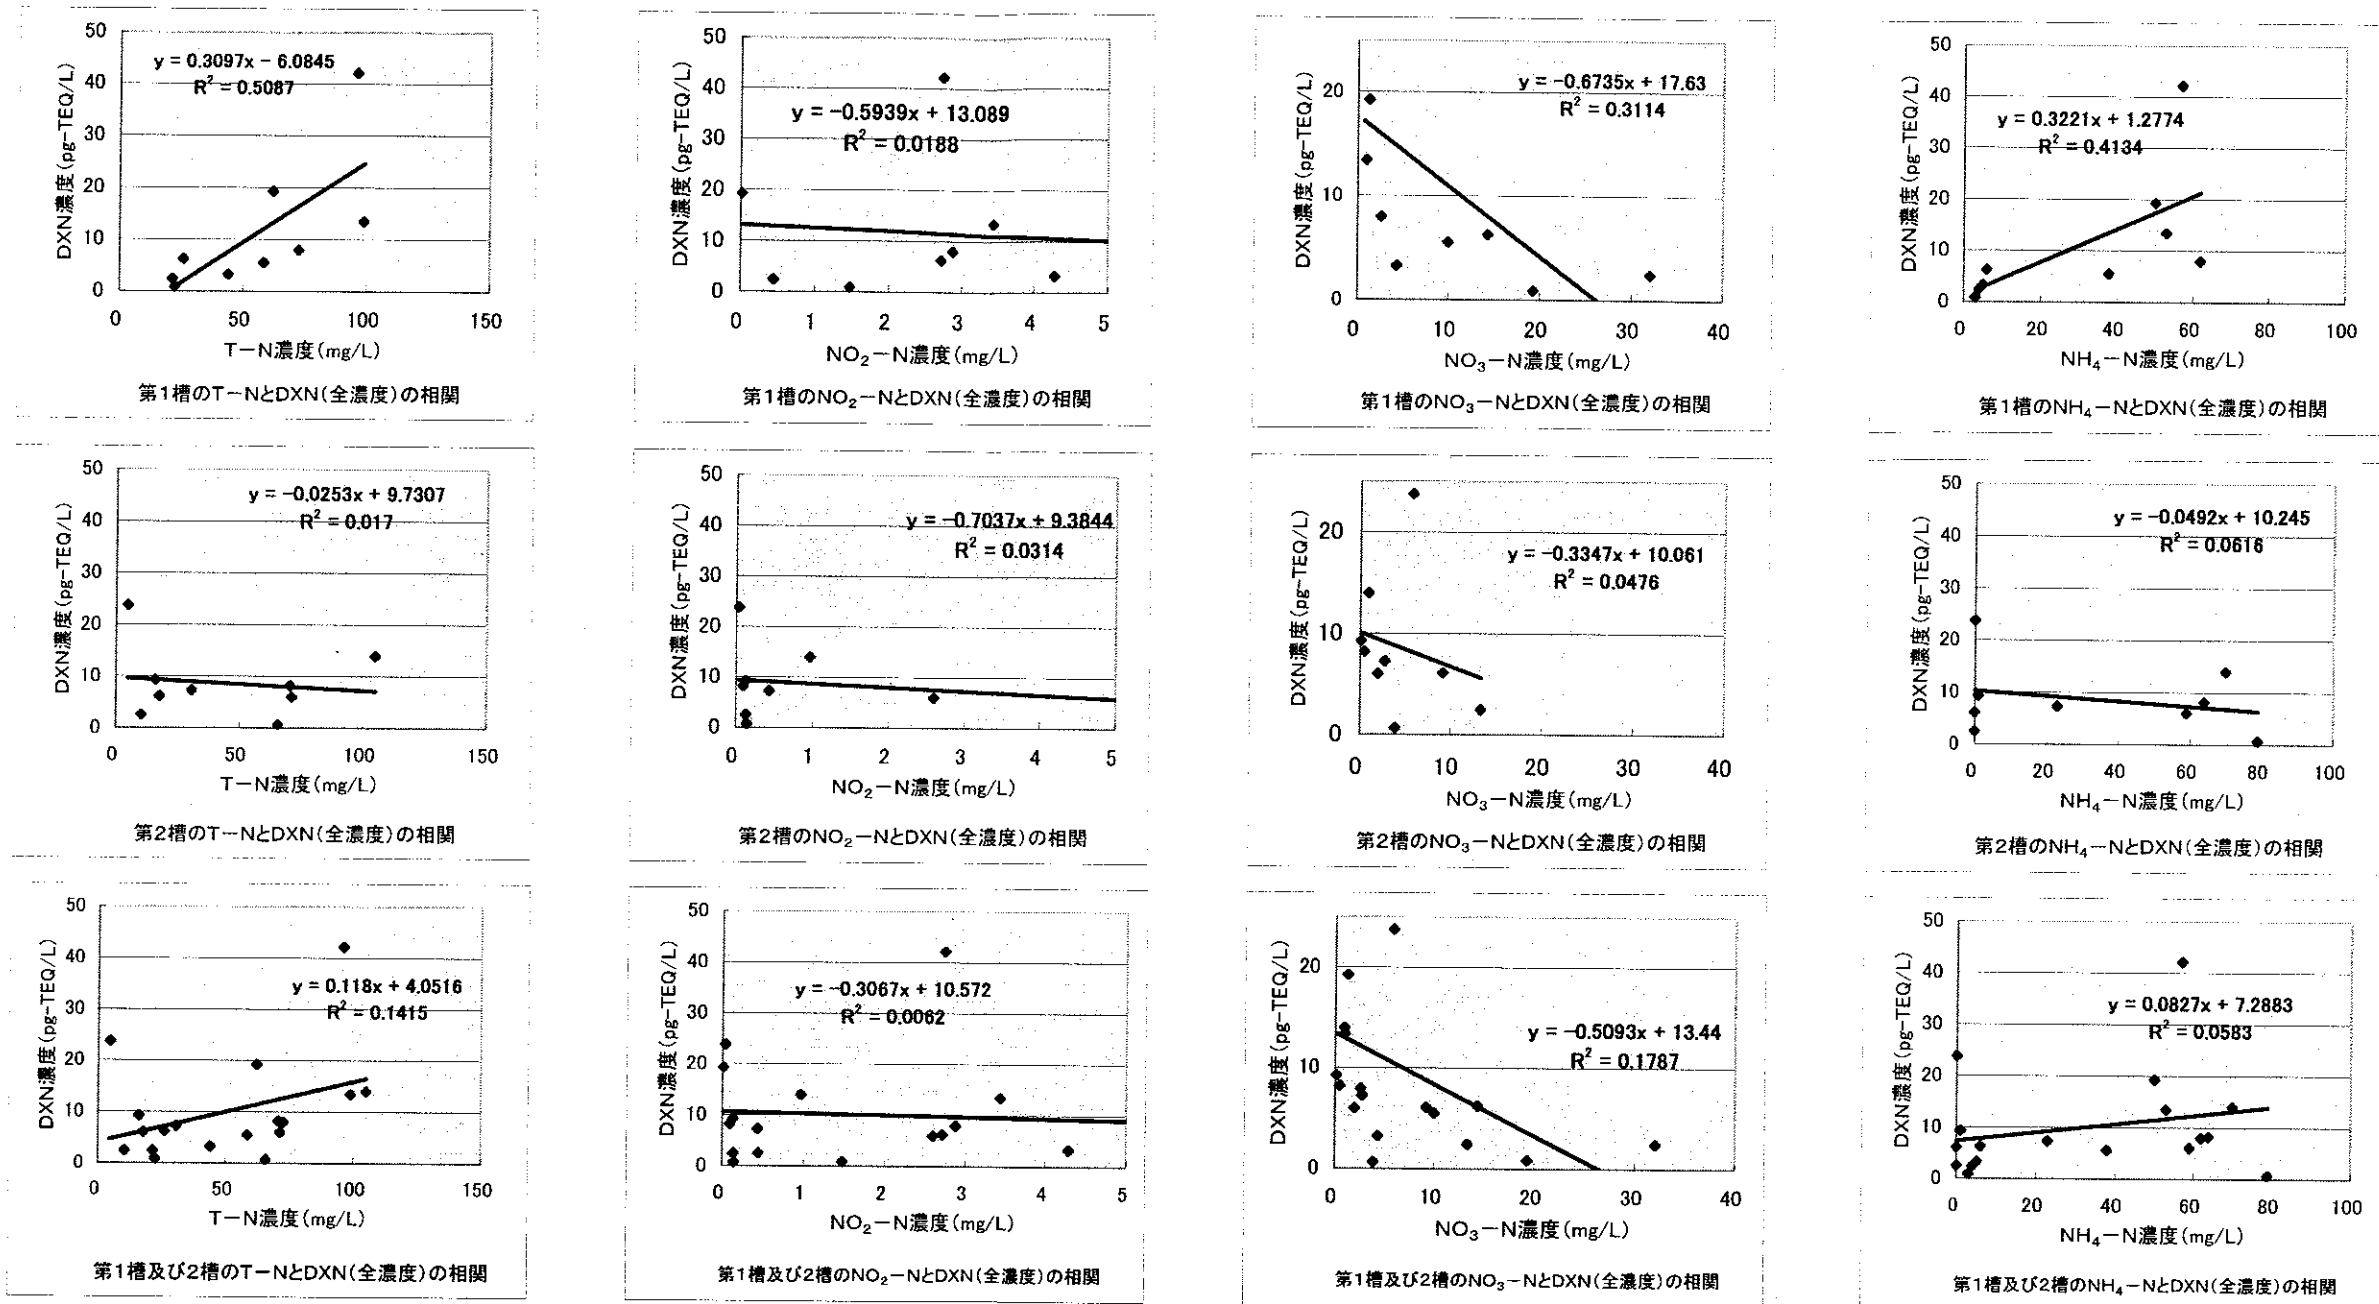 y = 0.3097x − 6.0845
R² = 0.5087
DXN濃度(pg-TEQ/L)
50
40
30
20
10
0
0 50 100 150
T−N濃度(mg/L)
第1槽のT−NとDXN(全濃度)の相関
y = −0.5939x + 13.089
R² = 0.0188
DXN濃度(pg-TEQ/L)
50
40
30
20
10
0
0 1 2 3 4 5
NO₂−N濃度(mg/L)
第1槽のNO₂−NとDXN(全濃度)の相関
y = −0.6735x + 17.63
R² = 0.3114
DXN濃度(pg-TEQ/L)
20
10
0
0 10 20 30 40
NO₃−N濃度(mg/L)
第1槽のNO₃−NとDXN(全濃度)の相関
y = 0.3221x + 1.2774
R² = 0.4134
DXN濃度(pg-TEQ/L)
50
40
30
20
10
0
0 20 40 60 80 100
NH₄−N濃度(mg/L)
第1槽のNH₄−NとDXN(全濃度)の相関
y = −0.0253x + 9.7307
R² = 0.017
DXN濃度(pg-TEQ/L)
50
40
30
20
10
0
0 50 100 150
T−N濃度(mg/L)
第2槽のT−NとDXN(全濃度)の相関
y = −0.7037x + 9.3844
R² = 0.0314
DXN濃度(pg-TEQ/L)
50
40
30
20
10
0
0 1 2 3 4 5
NO₂−N濃度(mg/L)
第2槽のNO₂−NとDXN(全濃度)の相関
y = −0.3347x + 10.061
R² = 0.0476
DXN濃度(pg-TEQ/L)
20
10
0
0 10 20 30 40
NO₃−N濃度(mg/L)
第2槽のNO₃−NとDXN(全濃度)の相関
y = −0.0492x + 10.245
R² = 0.0616
DXN濃度(pg-TEQ/L)
50
40
30
20
10
0
0 20 40 60 80 100
NH₄−N濃度(mg/L)
第2槽のNH₄−NとDXN(全濃度)の相関
y = 0.118x + 4.0516
R² = 0.1415
DXN濃度(pg-TEQ/L)
50
40
30
20
10
0
0 50 100 150
T−N濃度(mg/L)
第1槽及び2槽のT−NとDXN(全濃度)の相関
y = −0.3067x + 10.572
R² = 0.0062
DXN濃度(pg-TEQ/L)
50
40
30
20
10
0
0 1 2 3 4 5
NO₂−N濃度(mg/L)
第1槽及び2槽のNO₂−NとDXN(全濃度)の相関
y = −0.5093x + 13.44
R² = 0.1787
DXN濃度(pg-TEQ/L)
20
10
0
0 10 20 30 40
NO₃−N濃度(mg/L)
第1槽及び2槽のNO₃−NとDXN(全濃度)の相関
y = 0.0827x + 7.2883
R² = 0.0583
DXN濃度(pg-TEQ/L)
50
40
30
20
10
0
0 20 40 60 80 100
NH₄−N濃度(mg/L)
第1槽及び2槽のNH₄−NとDXN(全濃度)の相関